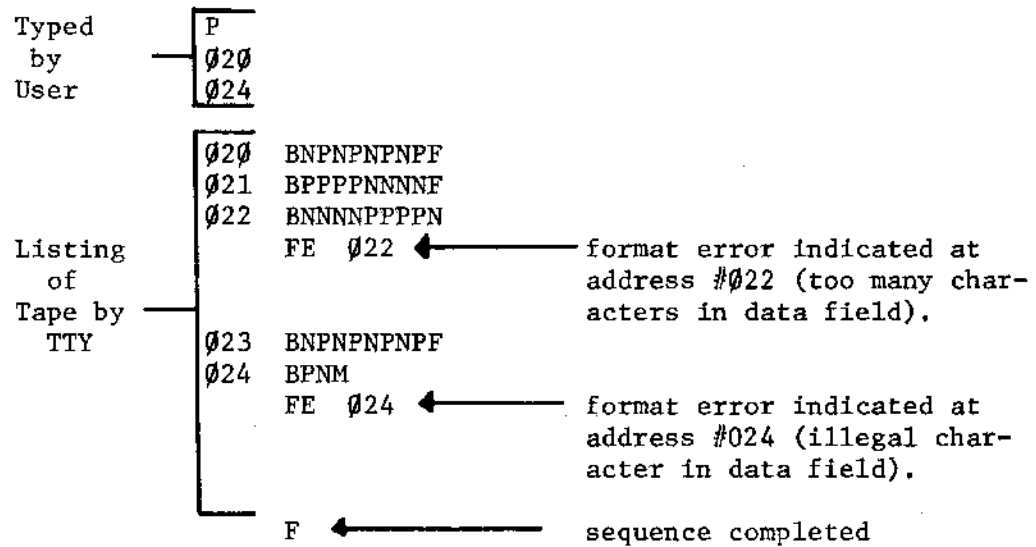 Typed
by
User
P
Ø2Ø
Ø24
Listing
of
Tape by
TTY
Ø2Ø BNPNPNPNPF
Ø21 BPPPPNNNNF
Ø22 BNNNNPPPPN
FE Ø22
format error indicated at
address #Ø22 (too many char-
acters in data field).
Ø23 BNPNPNPNPF
Ø24 BPNM
FE Ø24
format error indicated at
address #024 (illegal char-
acter in data field).
F
sequence completed